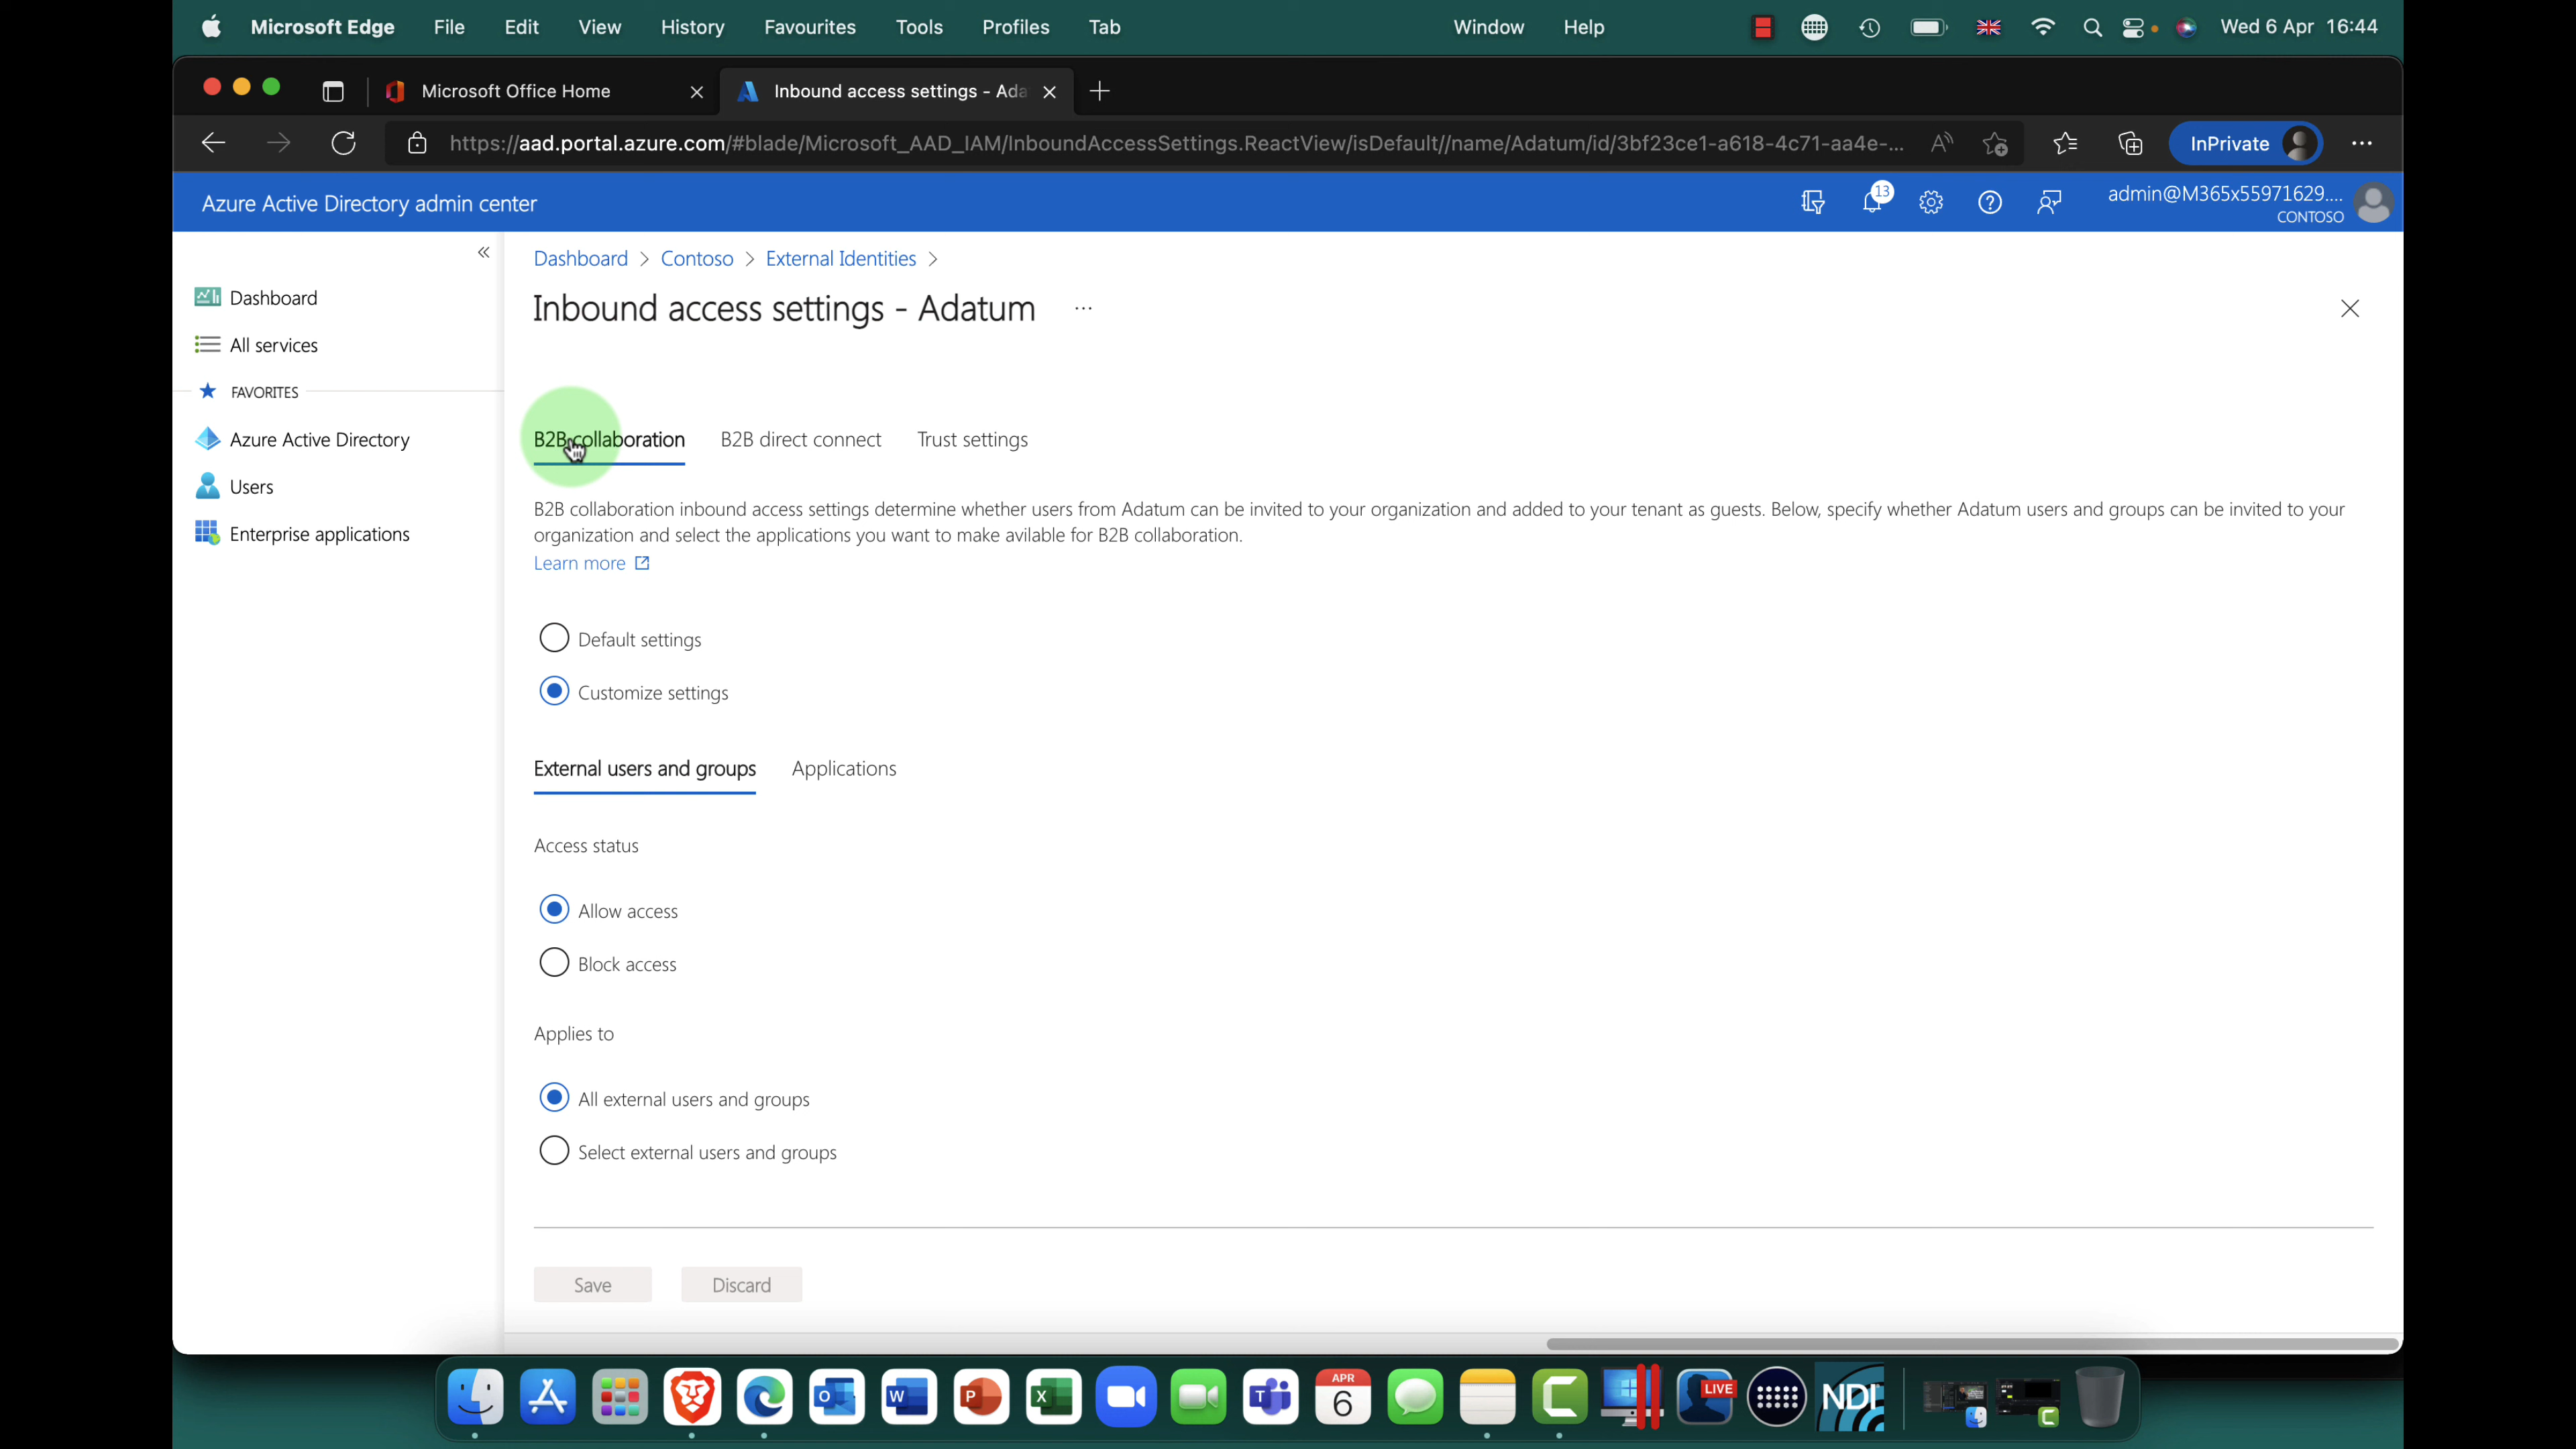 Microsoft Edge File Edit View History Favourites Tools Profiles Tab Window Help Wed 6 Apr 16:44
Microsoft Office Home Inbound access settings - Ada
https://aad.portal.azure.com/#blade/Microsoft_AAD_IAM/InboundAccessSettings.ReactView/isDefault//name/Adatum/id/3bf23ce1-a618-4c71-aa4e-... InPrivate
Azure Active Directory admin center
13
admin@M365x55971629....
CONTOSO
Dashboard
All services
FAVORITES
Azure Active Directory
Users
Enterprise applications
Dashboard > Contoso > External Identities >
Inbound access settings - Adatum ...
B2B collaboration B2B direct connect Trust settings
B2B collaboration inbound access settings determine whether users from Adatum can be invited to your organization and added to your tenant as guests. Below, specify whether Adatum users and groups can be invited to your
organization and select the applications you want to make avilable for B2B collaboration.
Learn more
Default settings
Customize settings
External users and groups Applications
Access status
Allow access
Block access
Applies to
All external users and groups
Select external users and groups
Save Discard
O W P X T APR 6 C LIVE NDI